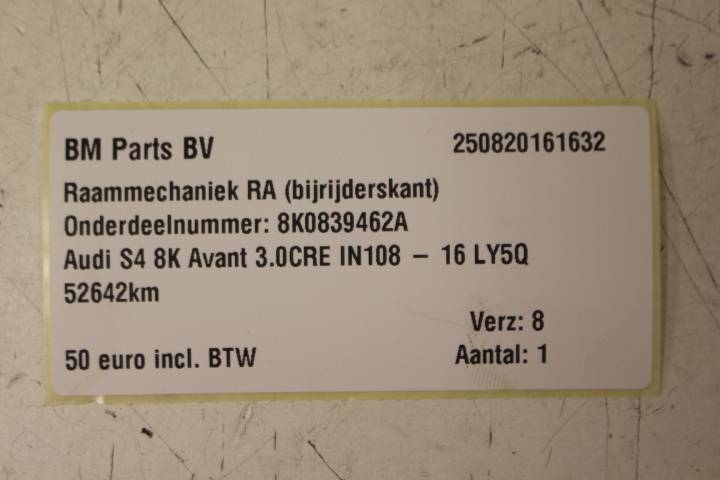 BM Parts BV 250820161632
Raammechaniek RA (bijrijderskant)
Onderdeelnummer: 8K0839462A
Audi S4 8K Avant 3.0CRE IN108 – 16 LY5Q
52642km
Verz: 8
50 euro incl. BTW Aantal: 1